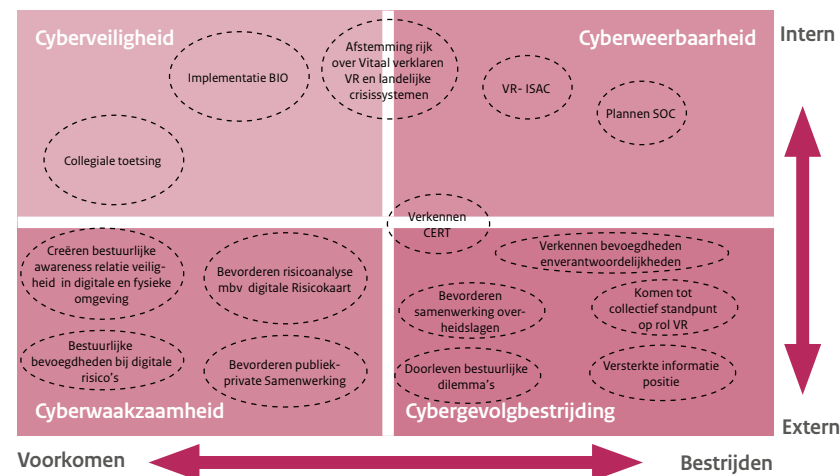 Cyberveiligheid
Implementatie BIO
Collegiale toetsing
Afstemming rijk
over Vitaal verklaren
VR en landelijke
crisissystemen
Cyberweerbaarheid
VR- ISAC
Plannen SOC
Intern
Verkennen
CERT
Creëren bestuurlijke
awareness relatie veilig-
heid in digitale en fysieke
omgeving
Bevorderen risicoanalyse
mbv digitale Risicokaart
Bestuurlijke
bevoegdheden bij digitale
risico's
Bevorderen publiek-
private Samenwerking
Cyberwaakzaamheid
Verkennen bevoegdheden
enverantwoordelijkheden
Bevorderen
samenwerking over-
heidslagen
Komen tot
collectief standpunt
op rol VR
Doorleven bestuurlijke
dilemma's
Versterkte informatie
positie
Cybergevolgbestrijding
Extern
Voorkomen
Bestrijden